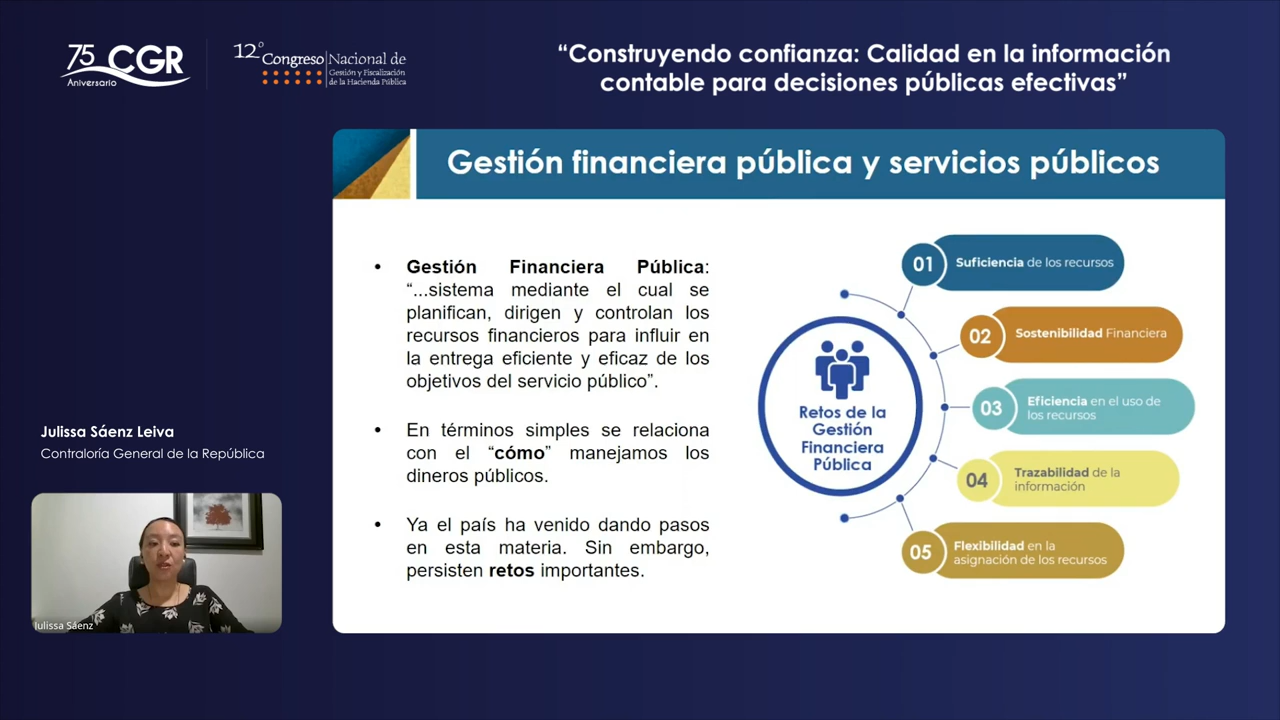 75 CGR
Aniversario
12° Congreso Nacional de
Gestión y Fiscalización
de la Hacienda Pública
“Construyendo confianza: Calidad en la información
contable para decisiones públicas efectivas”
Gestión financiera pública y servicios públicos
• Gestión Financiera Pública:
“...sistema mediante el cual se
planifican, dirigen y controlan los
recursos financieros para influir en
la entrega eficiente y eficaz de los
objetivos del servicio público”.
• En términos simples se relaciona
con el “cómo” manejamos los
dineros públicos.
• Ya el país ha venido dando pasos
en esta materia. Sin embargo,
persisten retos importantes.
Retos de la
Gestión
Financiera
Pública
01 Suficiencia de los recursos
02 Sostenibilidad Financiera
03 Eficiencia en el uso de
los recursos
04 Trazabilidad de la
información
05 Flexibilidad en la
asignación de los recursos
Julissa Sáenz Leiva
Contraloría General de la República
Julissa Sáenz